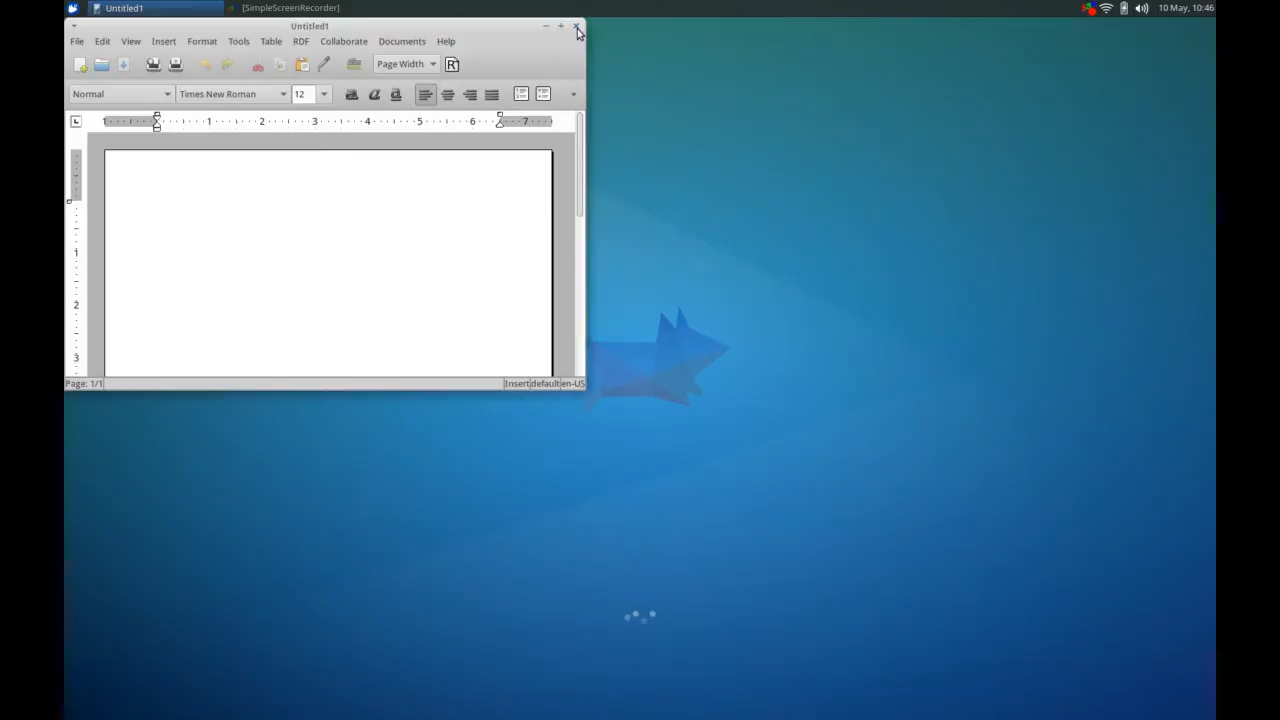 Untitled1
[SimpleScreenRecorder]
10 May, 10:46
Untitled1
File Edit View Insert Format Tools Table RDF Collaborate Documents Help
Page Width
Normal Times New Roman 12
1 2 3 4 5 6 7
1
2
3
Page: 1/1 Insert default en-US